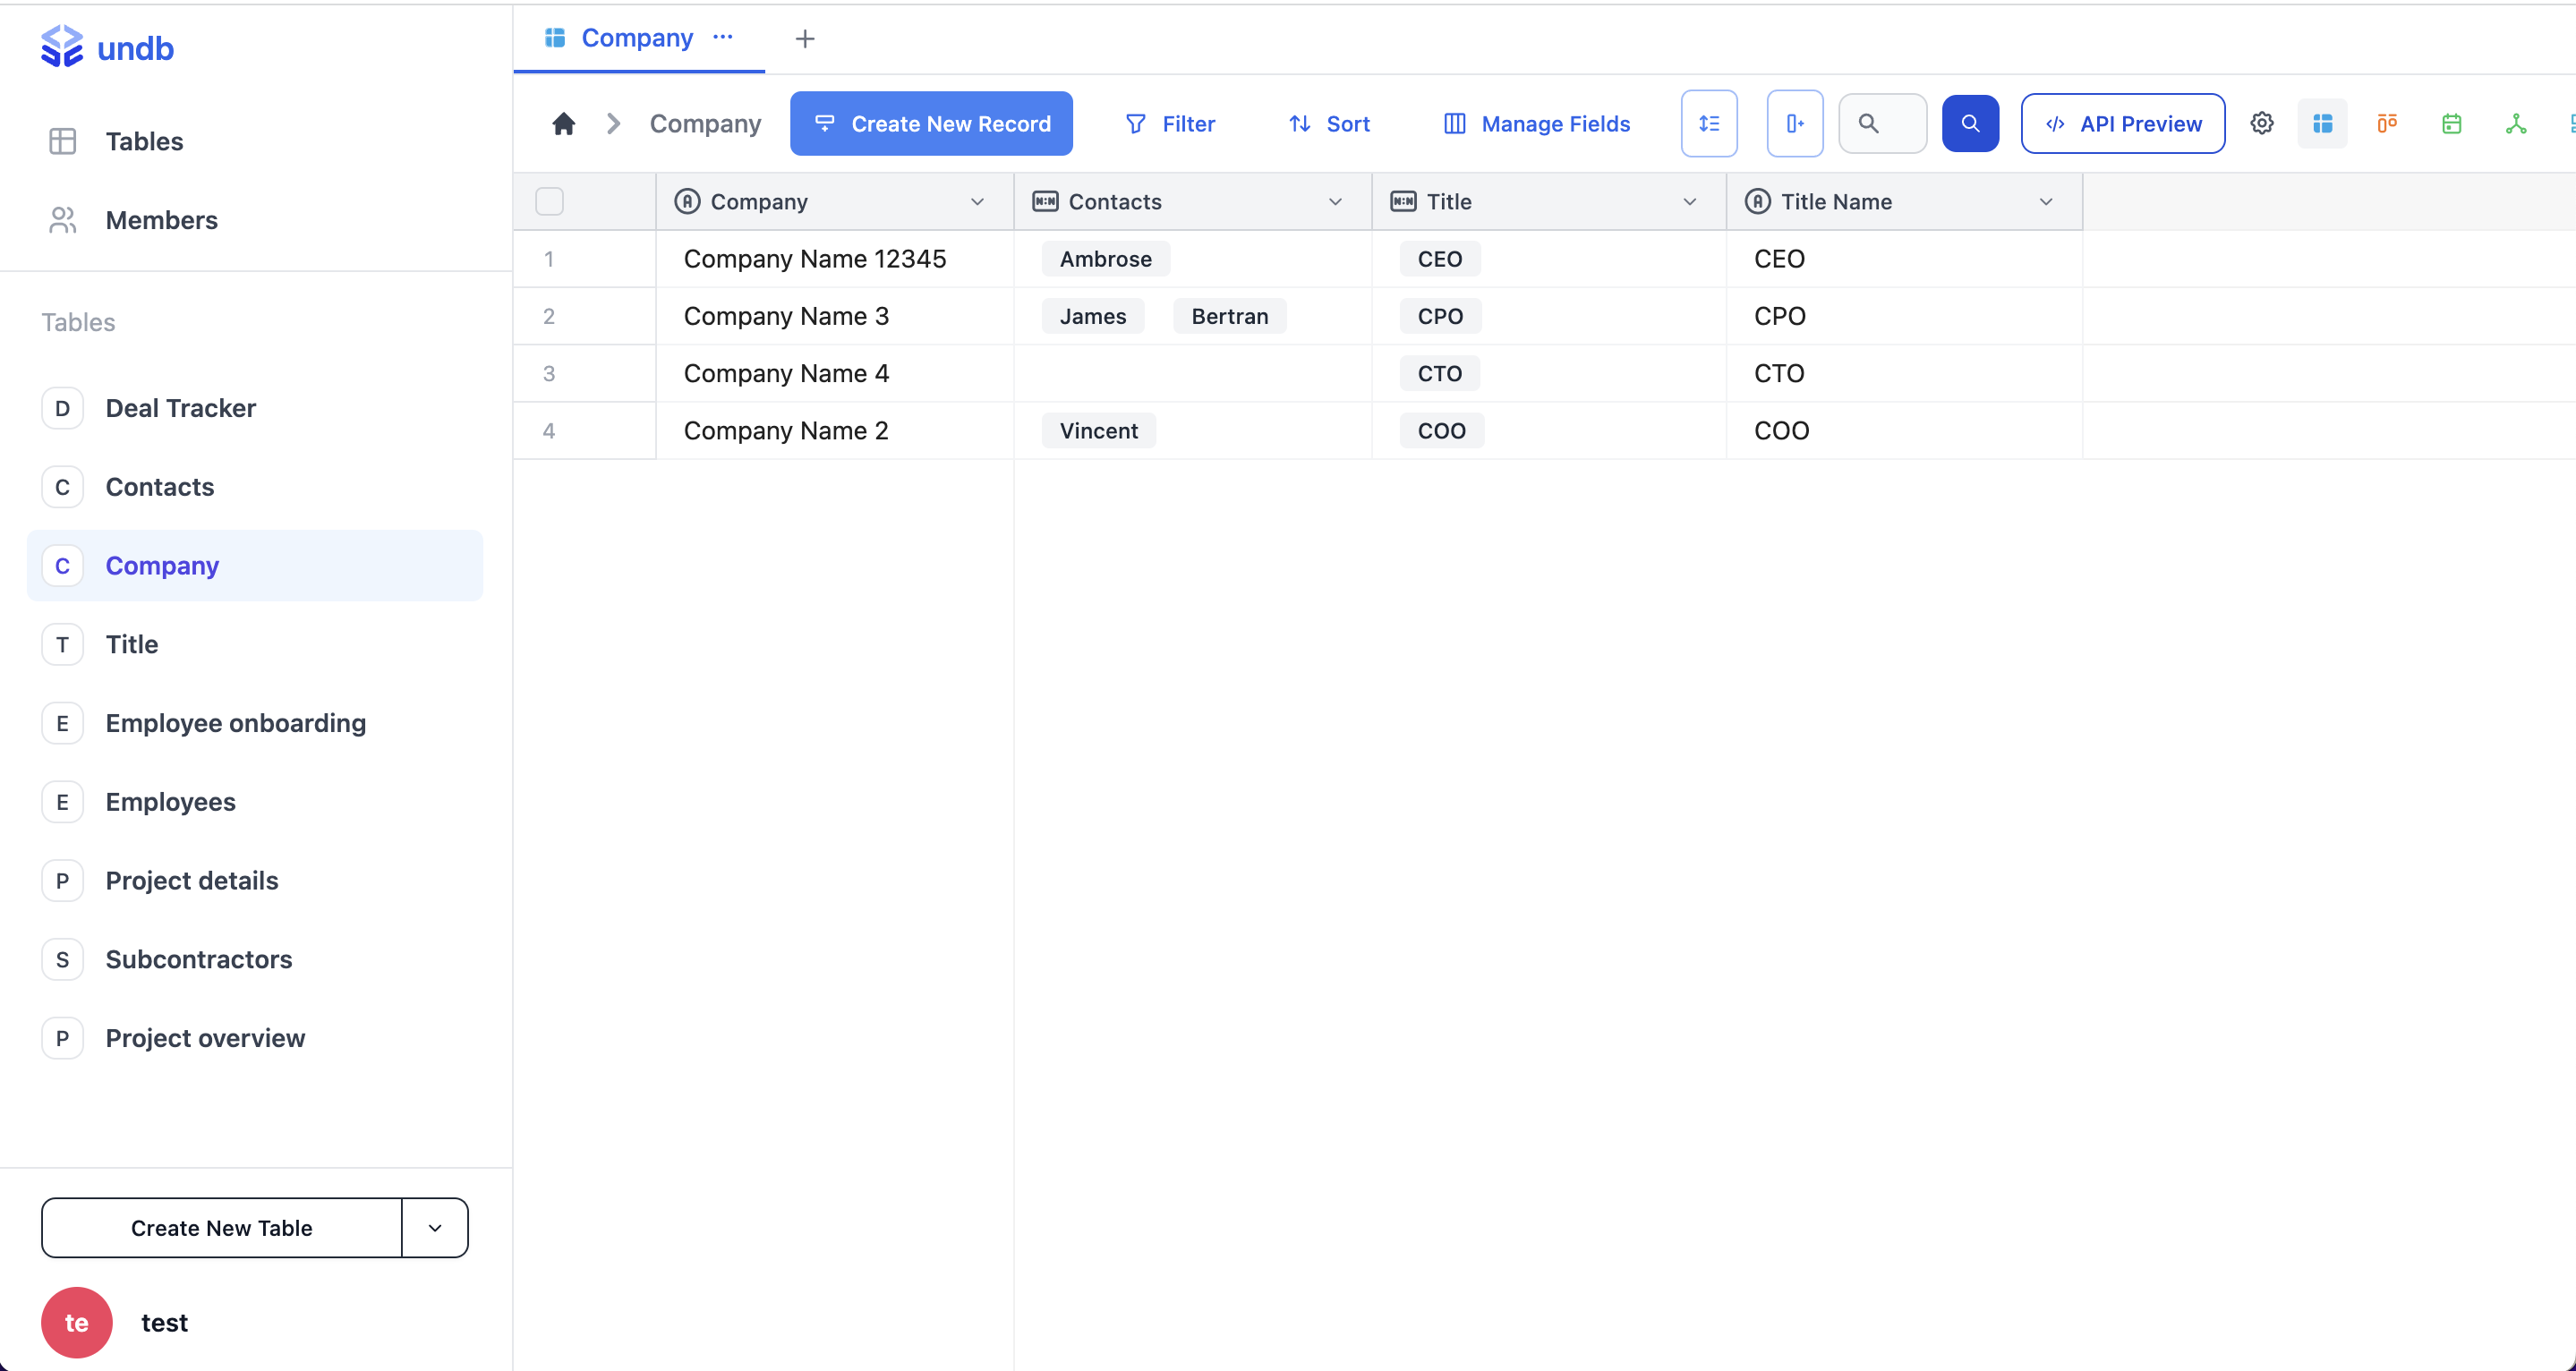 undb
Tables
Members
Tables
D Deal Tracker
C Contacts
C Company
T Title
E Employee onboarding
E Employees
P Project details
S Subcontractors
P Project overview
Create New Table
te test
Company
Company Create New Record Filter Sort Manage Fields API Preview
A Company N:N Contacts N:N Title A Title Name
1 Company Name 12345 Ambrose CEO CEO
2 Company Name 3 James Bertran CPO CPO
3 Company Name 4 CTO CTO
4 Company Name 2 Vincent COO COO